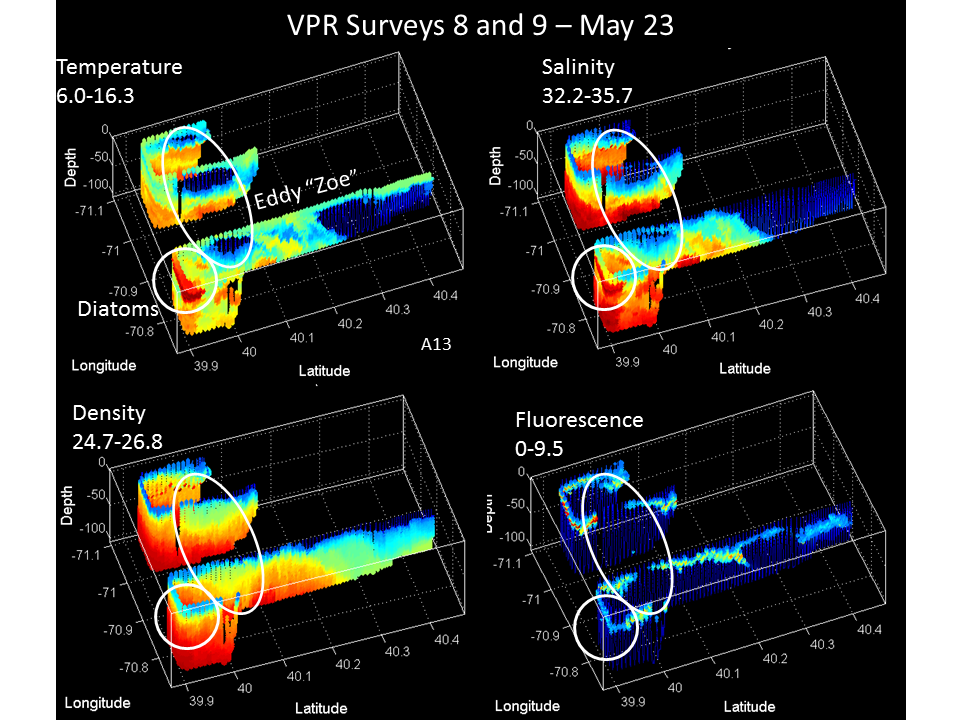 VPR Surveys 8 and 9 – May 23
Temperature
6.0-16.3
0
-50
-100
Depth
-71.1
-71
-70.9
-70.8
Longitude
39.9
40
40.1
40.2
40.3
40.4
Latitude
Eddy “Zoe”
Diatoms
A13
Salinity
32.2-35.7
0
-50
-100
Depth
-71.1
-71
-70.9
-70.8
Longitude
39.9
40
40.1
40.2
40.3
40.4
Latitude
Density
24.7-26.8
0
-50
-100
Depth
-71.1
-71
-70.9
-70.8
Longitude
39.9
40
40.1
40.2
40.3
40.4
Latitude
Fluorescence
0-9.5
0
-50
-100
Depth
-71.1
-71
-70.9
-70.8
Longitude
39.9
40
40.1
40.2
40.3
40.4
Latitude